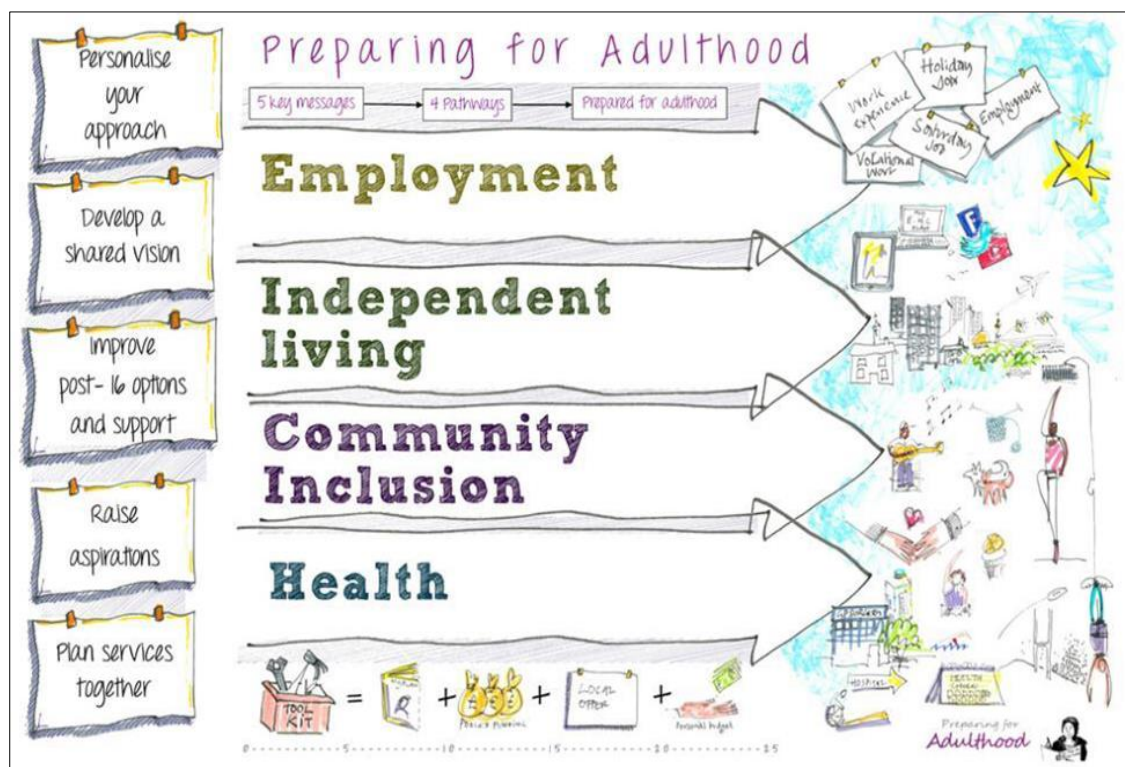 Preparing for Adulthood
5 key messages
4 Pathways
Prepared for adulthood
Personalise
your
approach
Develop a
shared vision
Improve
post-16 options
and support
Raise
aspirations
Plan services
together
Employment
Independent
living
Community
Inclusion
Health
Work
Experience
Holiday
Job
Employment
Saturday
Job
Vocational
Work
TOOL
KIT
=
+
+
LOCAL
OFFER
+
Personal budget
0
5
10
15
20
25
HOSPITAL
HEALTH
Preparing for
Adulthood